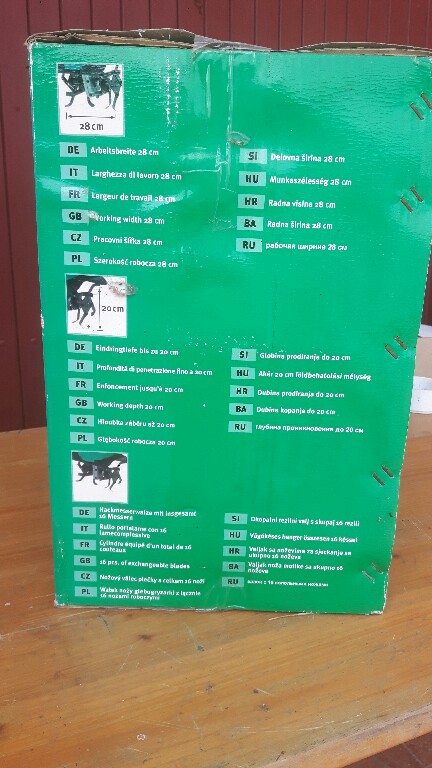 28 cm
DE Arbeitsbreite 28 cm
IT Larghezza di lavoro 28 cm
FR Largeur de travail 28 cm
GB Working width 28 cm
CZ Pracovni šířka 28 cm
PL Szerokość robocza 28 cm
SI Delovna širina 28 cm
HU Munkaszélesség 28 cm
HR Radna visina 28 cm
BA Radna širina 28 cm
RU рабочая ширине 28 см
20 cm
DE Eindringtiefe bis zu 20 cm
IT Profondità di penetrazione fino a 20 cm
FR Enfoncement jusqu'à 20 cm
GB Working depth 20 cm
CZ Hloubka záběru až 20 cm
PL Głębokość robocza 20 cm
SI Globina prodiranja do 20 cm
HU Akár 20 cm földbehatolási mélység
HR Dubina prodiranja do 20 cm
BA Dubina kopanja do 20 cm
RU глубина проникновения до 20 см
DE Hackmesserwalze mit insgesamt
16 Messern
IT Rullo portalame con 16
lame complessive
FR Cylindre équipé d'un total de 16
couteaux
GB 16 pcs. of exchangeable blades
CZ Nožový válec plečky s celkem 16 noži
PL Wałek noży glebogryzarki z łącznie
16 nożami roboczymi
SI Okopalni rezilni valj s skupaj 16 rezili
HU Vágókéses henger összesen 16 késsel
HR Valjak sa noževima za sjeckanje sa
ukupno 16 noževa
BA Valjak noža motike sa ukupno 16
noževa
RU с 16